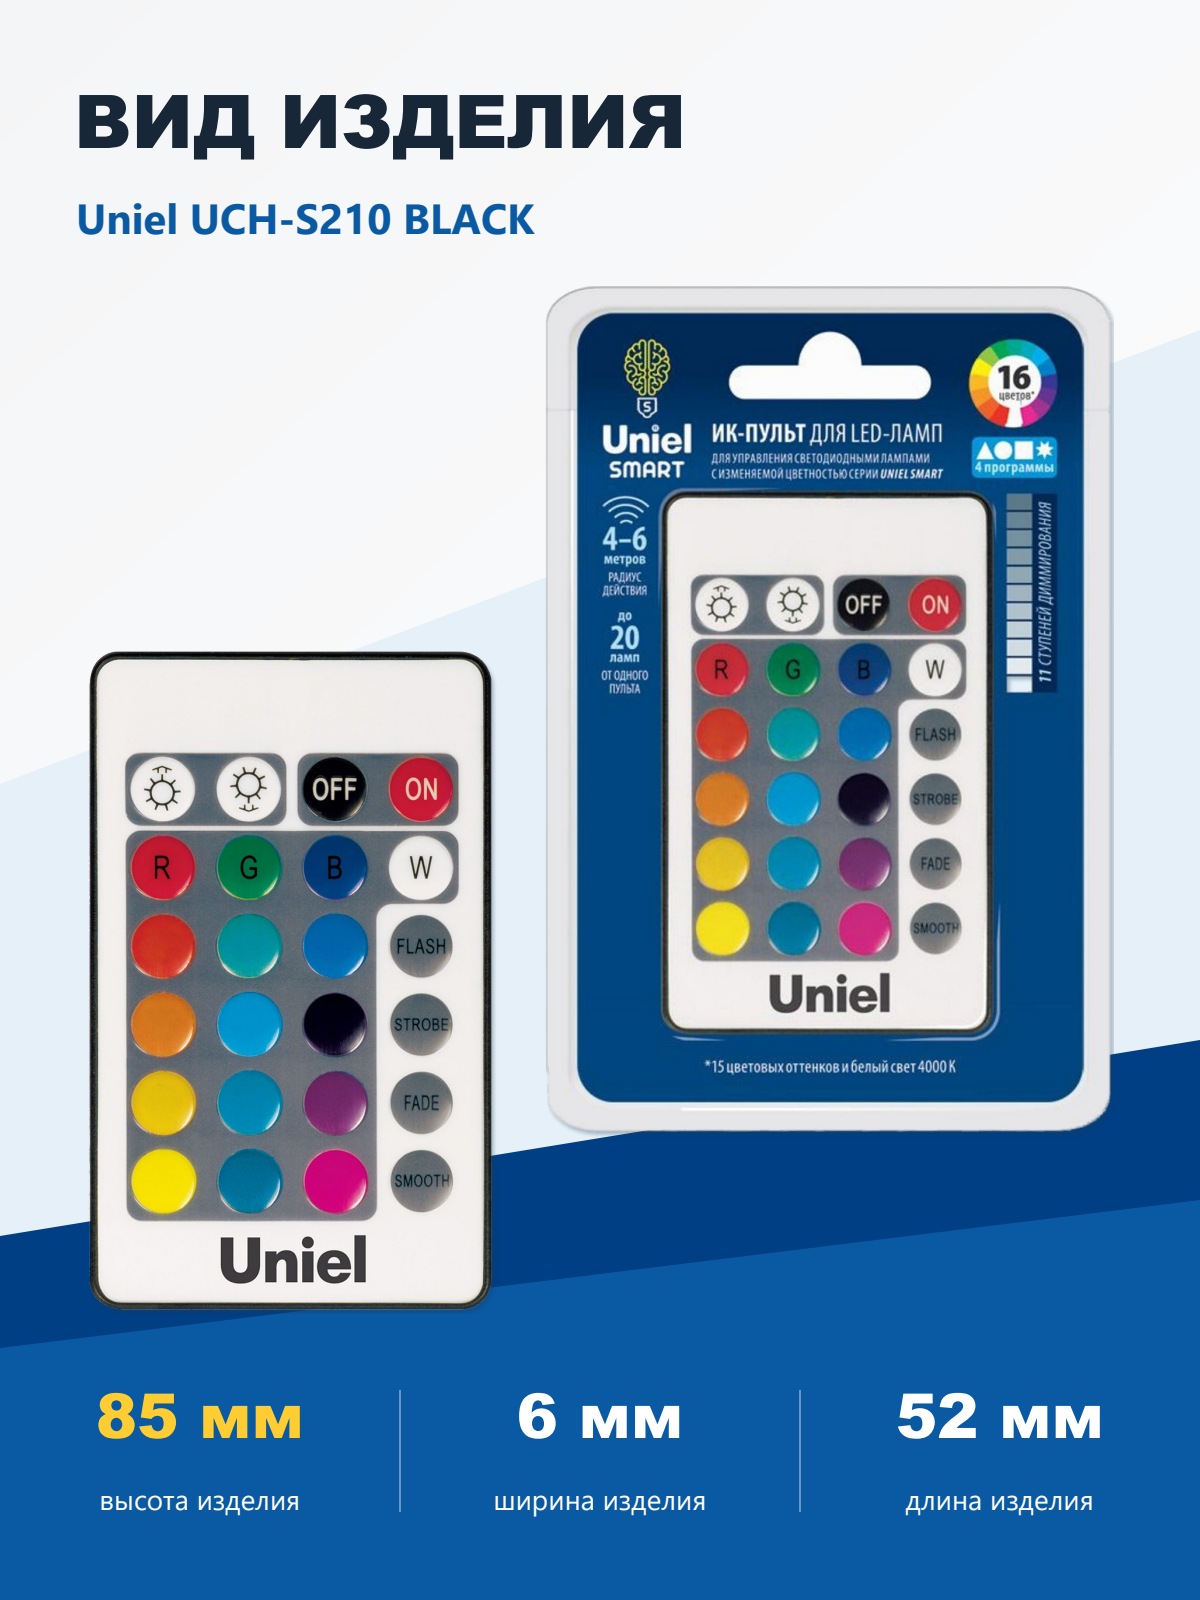 ВИД ИЗДЕЛИЯ
Uniel UCH-S210 BLACK
S
Uniel
SMART
ИК-ПУЛЬТ ДЛЯ LED-ЛАМП
ДЛЯ УПРАВЛЕНИЯ СВЕТОДИОДНЫМИ ЛАМПАМИ
С ИЗМЕНЯЕМОЙ ЦВЕТНОСТЬЮ СЕРИИ UNIEL SMART
16
цветов*
4 программы
4–6
метров
РАДИУС
ДЕЙСТВИЯ
до
20
ламп
ОТ ОДНОГО
ПУЛЬТА
11 СТУПЕНЕЙ ДИММИРОВАНИЯ
OFF ON
R G B W
FLASH
STROBE
FADE
SMOOTH
Uniel
*15 цветовых оттенков и белый свет 4000 K
OFF ON
R G B W
FLASH
STROBE
FADE
SMOOTH
Uniel
85 мм
высота изделия
6 мм
ширина изделия
52 мм
длина изделия